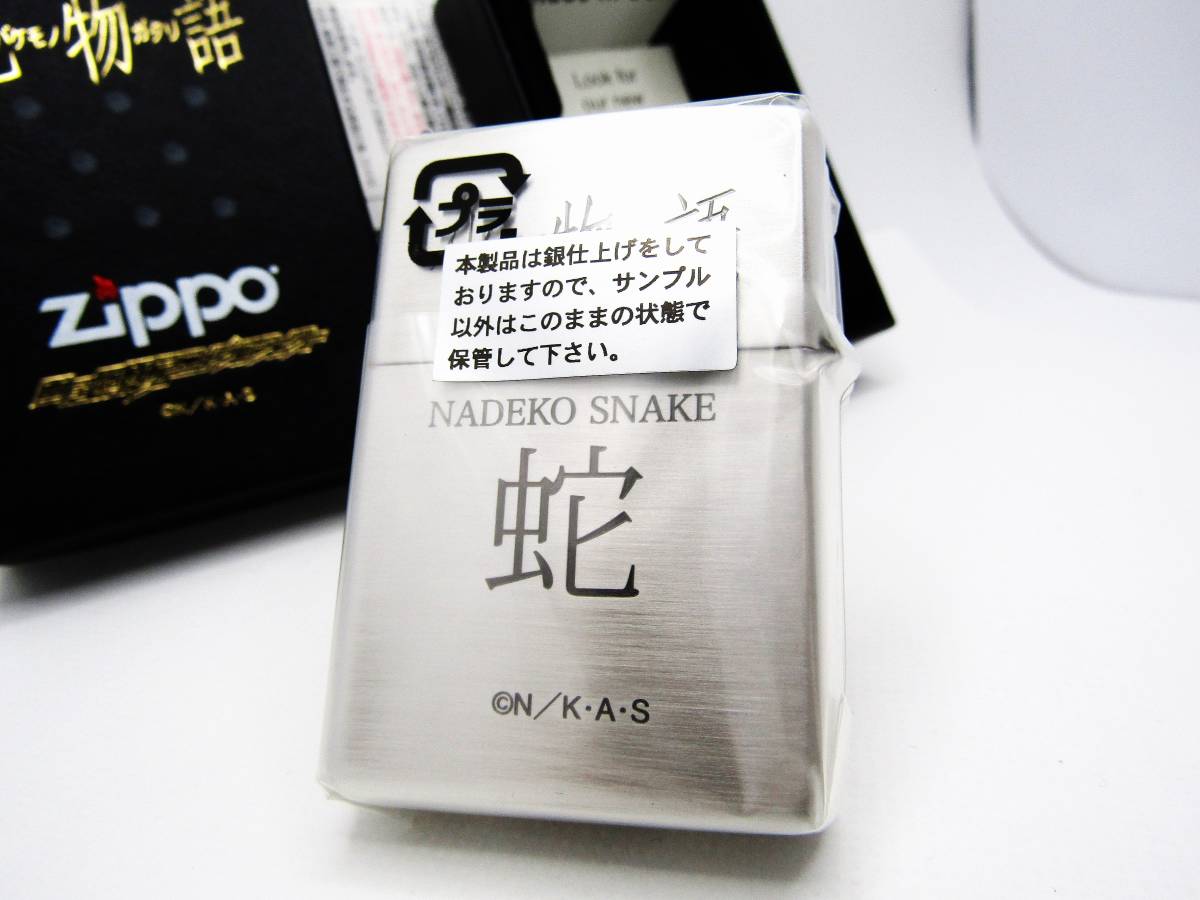 バケモノガタリ
物語
zippo
©N/K・A・S
Look for
our new
プラ
物語
本製品は銀仕上げをして
おりますので、サンプル
以外はこのままの状態で
保管して下さい。
NADEKO SNAKE
蛇
©N／K・A・S